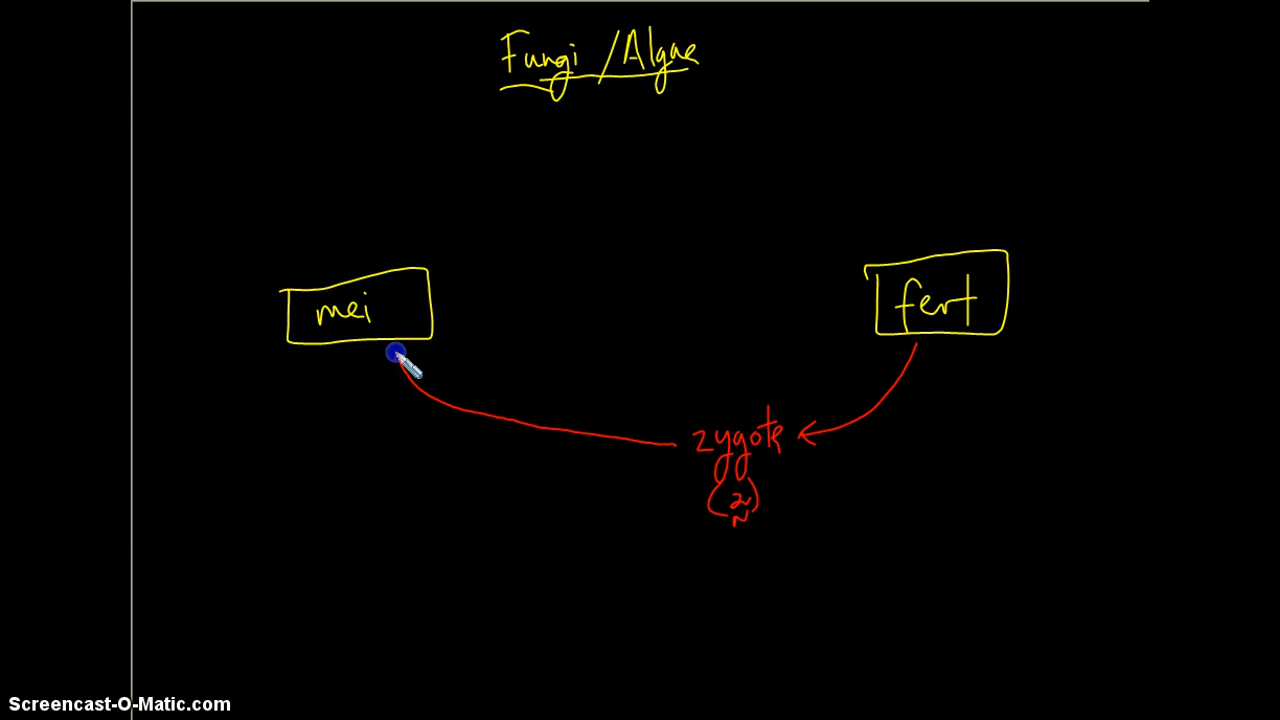 Fungi / Algae
mei
fert
zygote
(2N)
Screencast-O-Matic.com